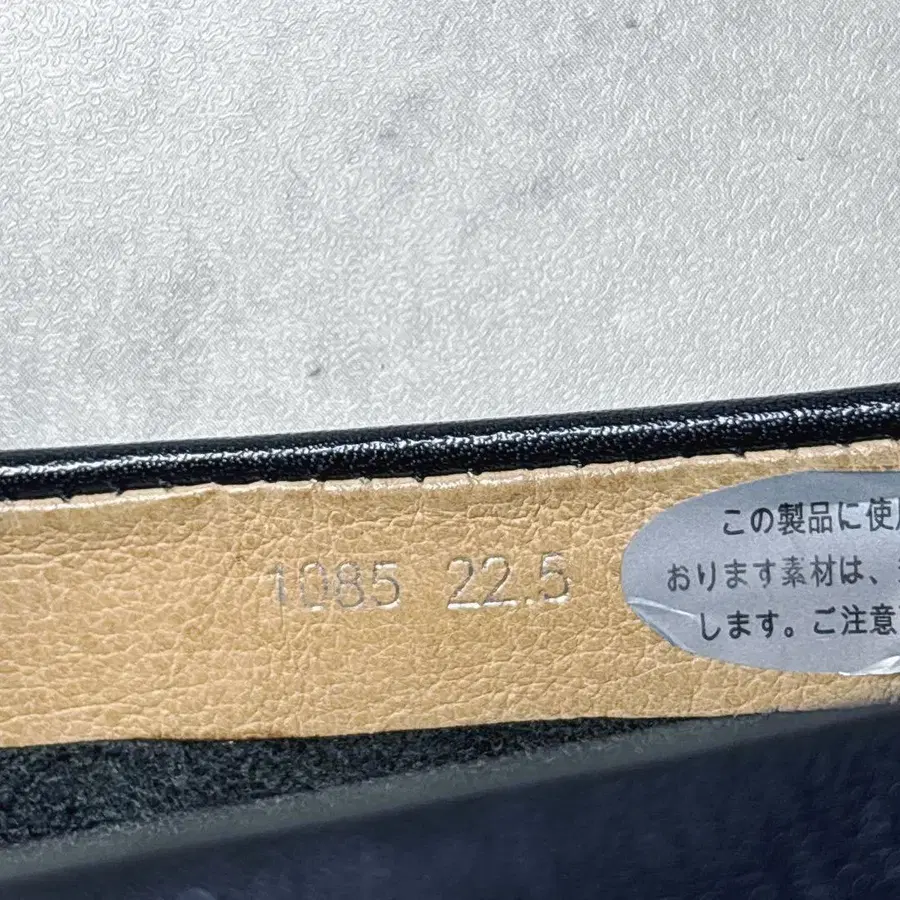 1085 22.5
この製品に使
おります素材は、
します。ご注意